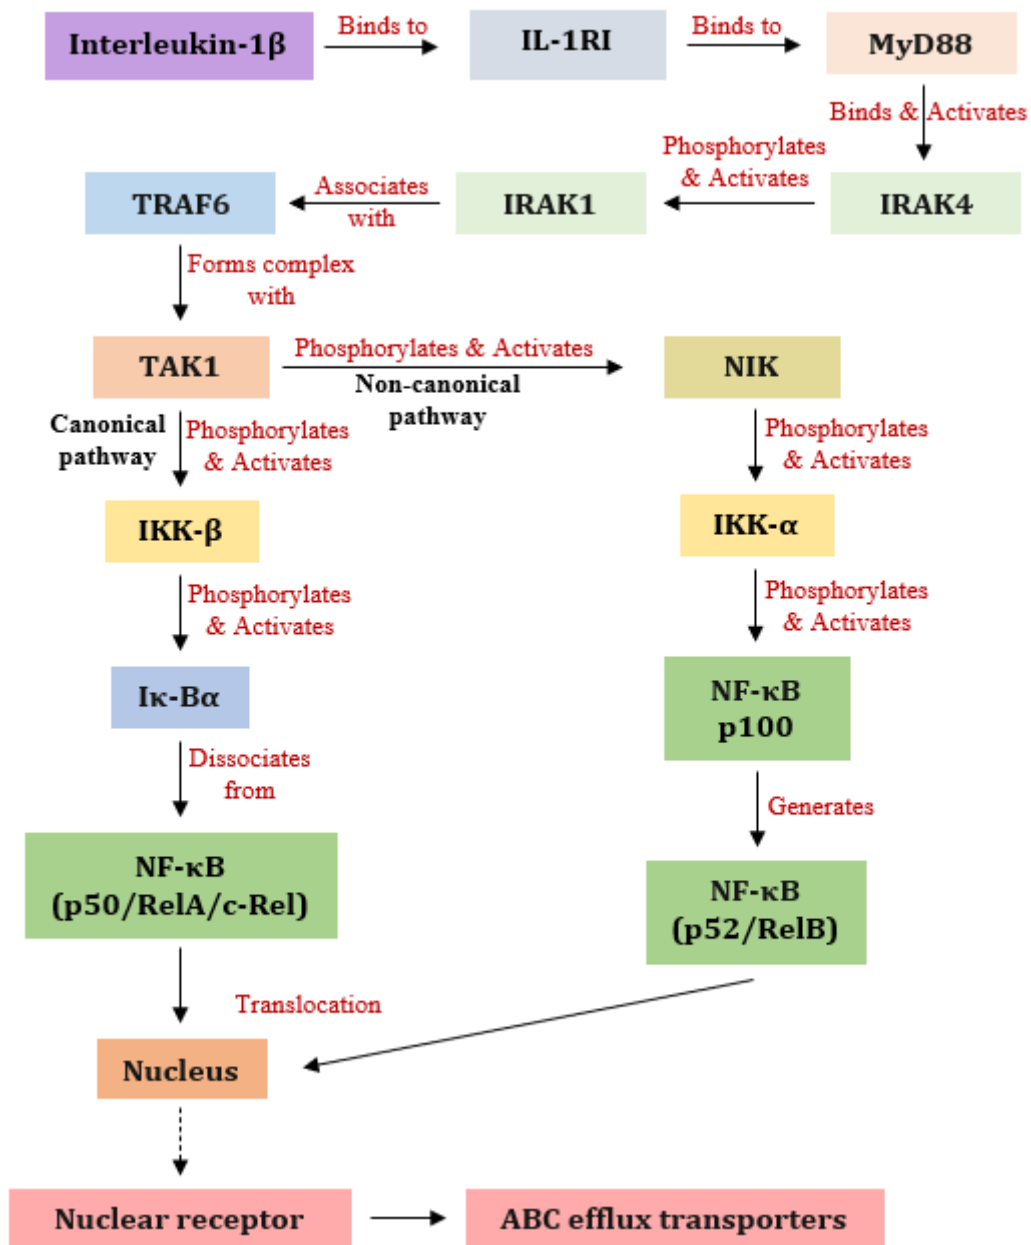 Interleukin-1β
Binds to
IL-1RI
Binds to
MyD88
Binds & Activates
IRAK4
Phosphorylates
& Activates
IRAK1
Associates
with
TRAF6
Forms complex
with
TAK1
Phosphorylates & Activates
Non-canonical
pathway
NIK
Canonical
pathway
Phosphorylates
& Activates
Phosphorylates
& Activates
IKK-β
IKK-α
Phosphorylates
& Activates
Phosphorylates
& Activates
Iκ-Bα
NF-κB
p100
Dissociates
from
Generates
NF-κB
(p50/RelA/c-Rel)
NF-κB
(p52/RelB)
Translocation
Nucleus
Nuclear receptor
ABC efflux transporters